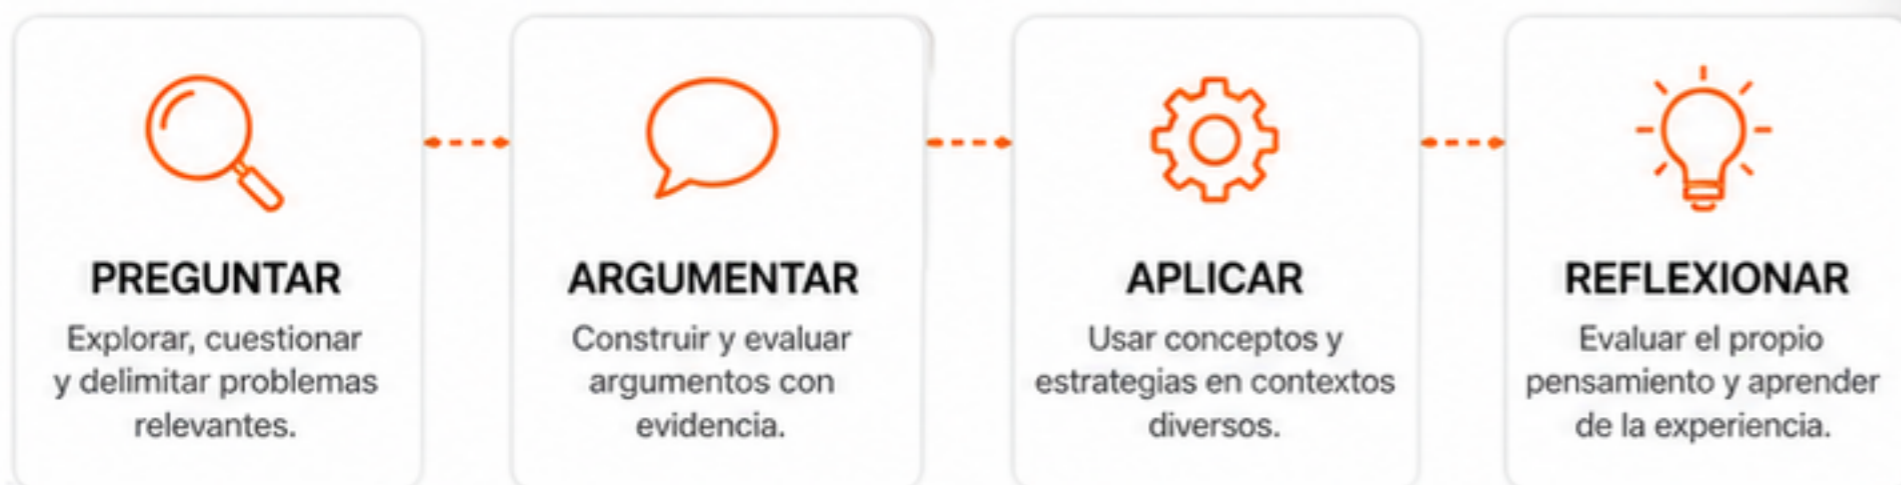 PREGUNTAR
Explorar, cuestionar
y delimitar problemas
relevantes.
ARGUMENTAR
Construir y evaluar
argumentos con
evidencia.
APLICAR
Usar conceptos y
estrategias en contextos
diversos.
REFLEXIONAR
Evaluar el propio
pensamiento y aprender
de la experiencia.